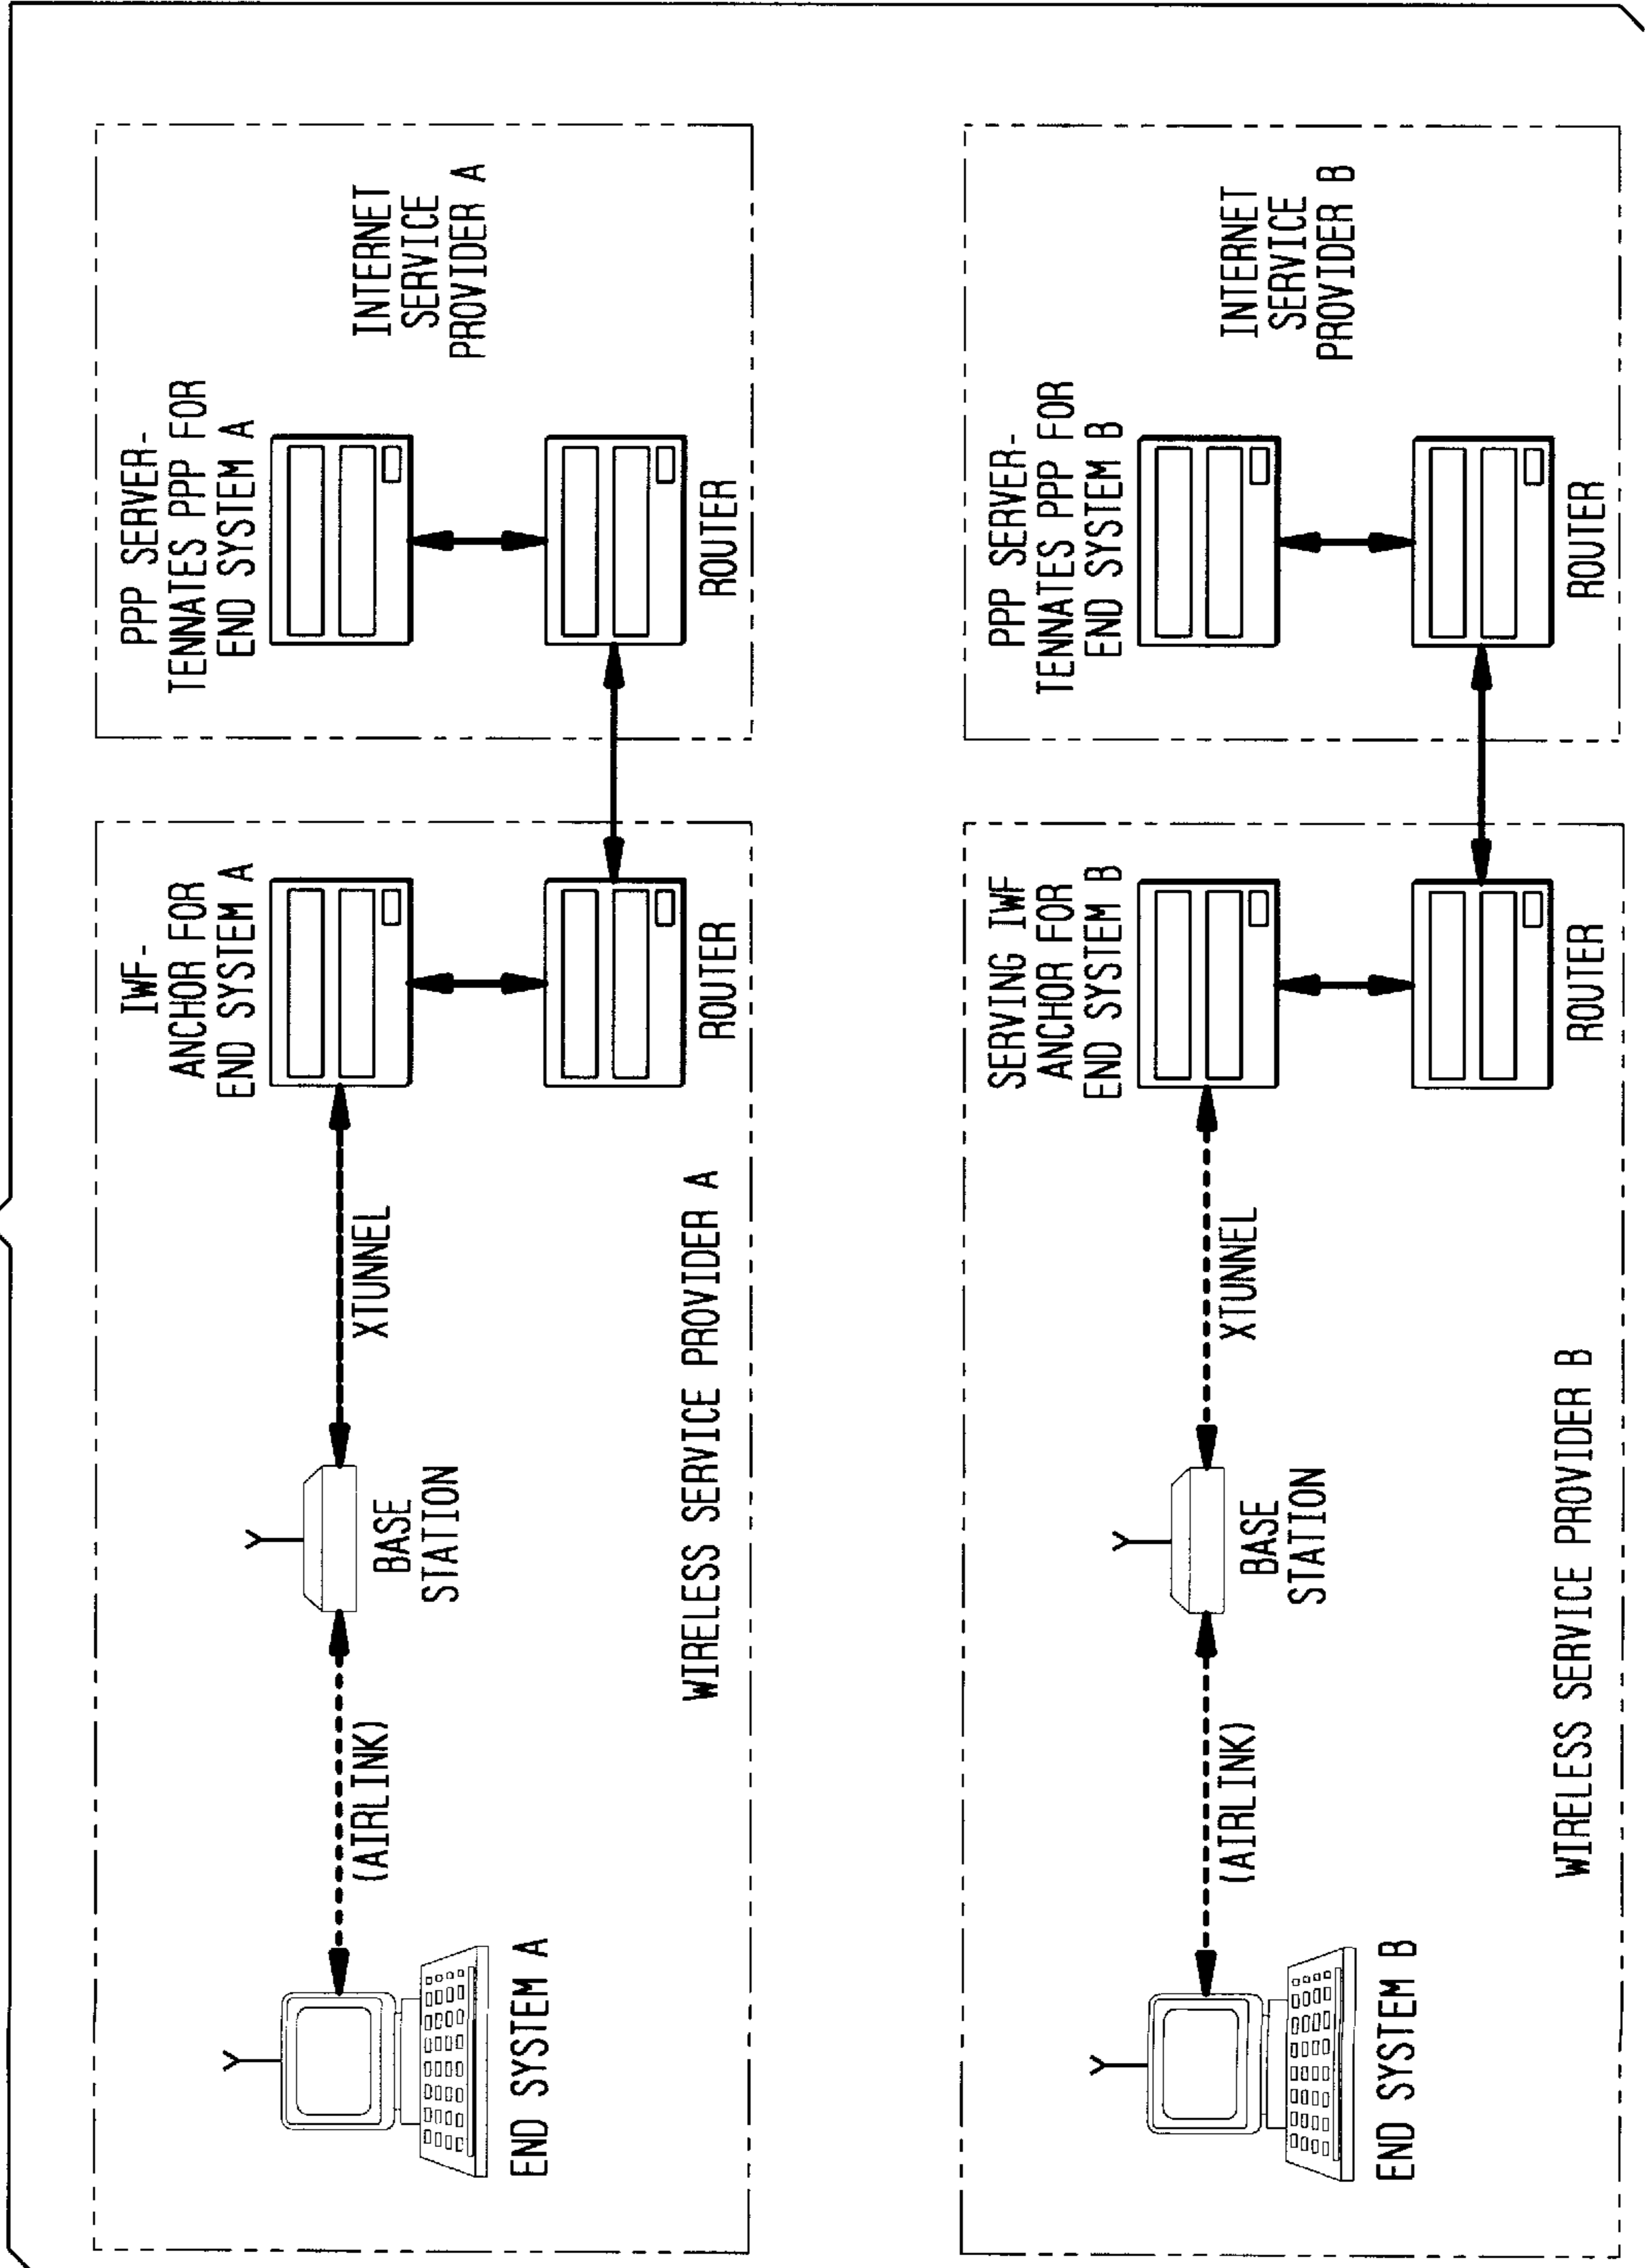 IWF-
ANCHOR FOR
END SYSTEM A
PPP SERVER-
TENNATES PPP FOR
END SYSTEM A
(AIRLINK)
XTUNNEL
BASE
STATION
END SYSTEM A
ROUTER
ROUTER
INTERNET
SERVICE
PROVIDER A
WIRELESS SERVICE PROVIDER A
SERVING IWF
ANCHOR FOR
END SYSTEM B
PPP SERVER-
TENNATES PPP FOR
END SYSTEM B
(AIRLINK)
XTUNNEL
BASE
STATION
END SYSTEM B
ROUTER
ROUTER
INTERNET
SERVICE
PROVIDER B
WIRELESS SERVICE PROVIDER B